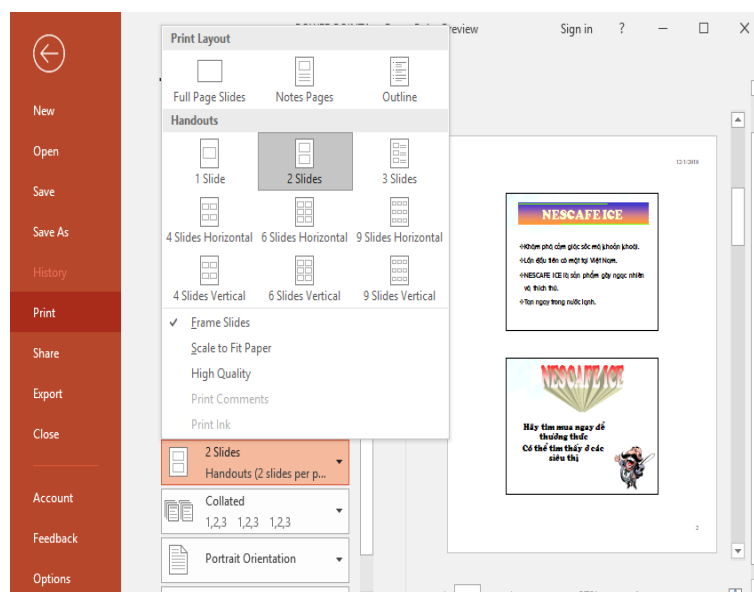 Sign in ?
New
Open
Save
Save As
History
Print
Share
Export
Close
Account
Feedback
Options
Print Layout
Full Page Slides Notes Pages Outline
Handouts
1 Slide 2 Slides 3 Slides
4 Slides Horizontal 6 Slides Horizontal 9 Slides Horizontal
4 Slides Vertical 6 Slides Vertical 9 Slides Vertical
Frame Slides
Scale to Fit Paper
High Quality
Print Comments
Print Ink
2 Slides
Handouts (2 slides per p...
Collated
1,2,3 1,2,3 1,2,3
Portrait Orientation
12/1/2018
NESCAFE ICE
Khám phá cảm giác sốc mà khoản khoái.
Lần đầu tiên có mặt tại Việt Nam.
NESCAFE ICE là sản phẩm gây ngạc nhiên
và thích thú.
Tan ngay trong nước lạnh.
NESCAFE ICE
Hãy tìm mua ngay để
thưởng thức
Có thể tìm thấy ở các
siêu thị
2